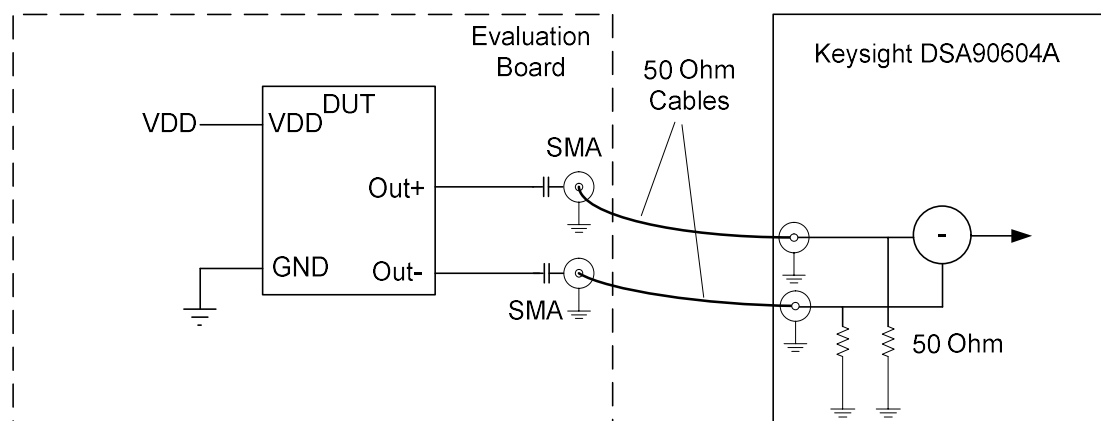 Evaluation
Board
Keysight DSA90604A
50 Ohm
Cables
DUT
VDD
VDD
SMA
Out+
GND
Out-
SMA
-
50 Ohm